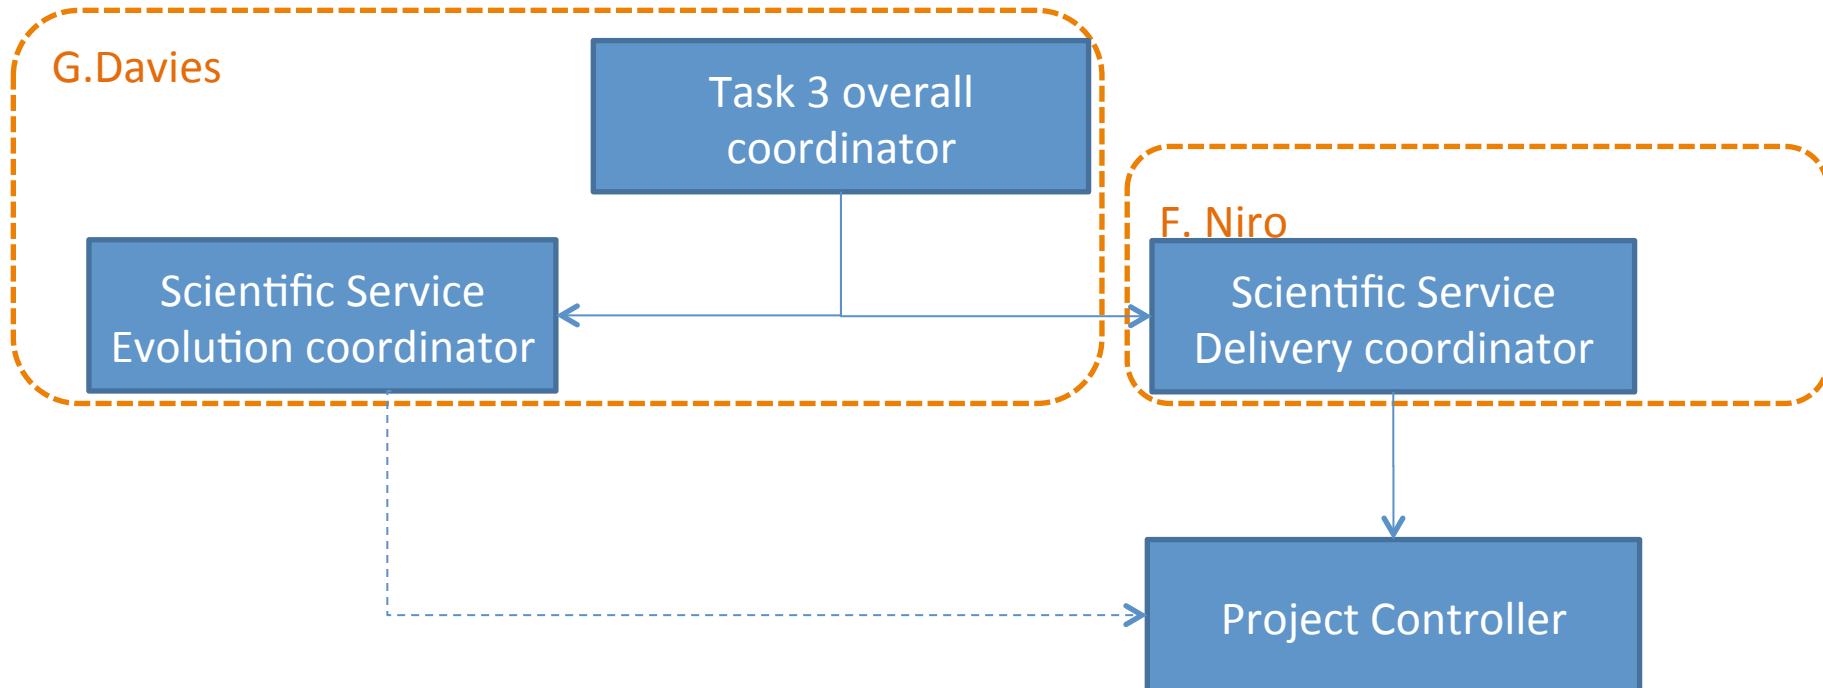 G.Davies
Task 3 overall
coordinator
F. Niro
Scientific Service
Evolution coordinator
Scientific Service
Delivery coordinator
Project Controller